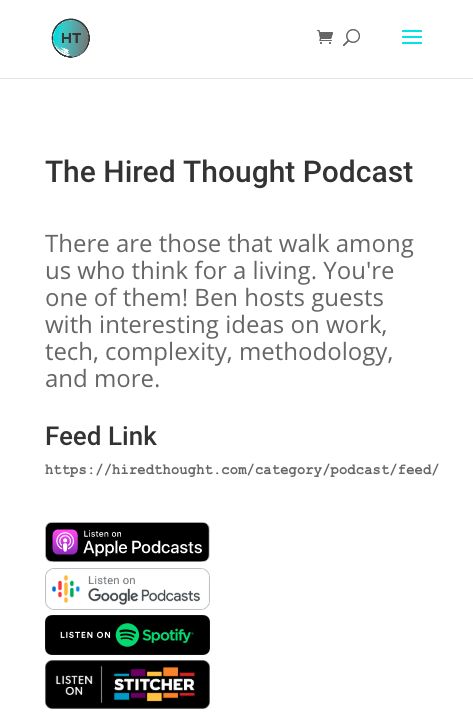 HT
The Hired Thought Podcast
There are those that walk among
us who think for a living. You're
one of them! Ben hosts guests
with interesting ideas on work,
tech, complexity, methodology,
and more.
Feed Link
https://hiredthought.com/category/podcast/feed/
Listen on
Apple Podcasts
Listen on
Google Podcasts
LISTEN ON Spotify
LISTEN
ON
STITCHER